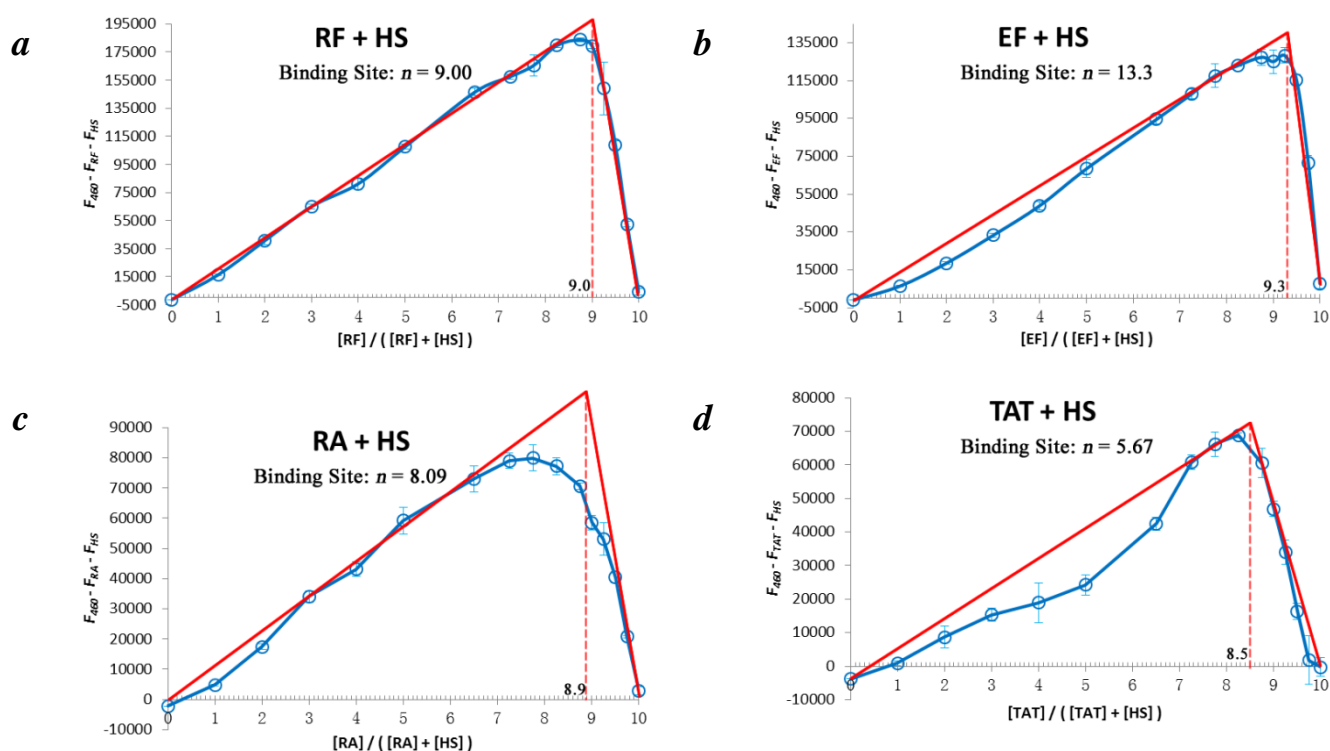 a
RF + HS
Binding Site: n = 9.00
F460 - FRF - FHS
195000
175000
155000
135000
115000
95000
75000
55000
35000
15000
-5000
9.0
0 1 2 3 4 5 6 7 8 9 10
[RF] / ( [RF] + [HS] )
b
EF + HS
Binding Site: n = 13.3
F460 - FEF - FHS
135000
115000
95000
75000
55000
35000
15000
-5000
9.3
0 1 2 3 4 5 6 7 8 9 10
[EF] / ( [EF] + [HS] )
c
RA + HS
Binding Site: n = 8.09
F460 - FRA - FHS
90000
80000
70000
60000
50000
40000
30000
20000
10000
0
-10000
8.9
0 1 2 3 4 5 6 7 8 9 10
[RA] / ( [RA] + [HS] )
d
TAT + HS
Binding Site: n = 5.67
F460 - FTAT - FHS
80000
70000
60000
50000
40000
30000
20000
10000
0
-10000
8.5
0 1 2 3 4 5 6 7 8 9 10
[TAT] / ( [TAT] + [HS] )